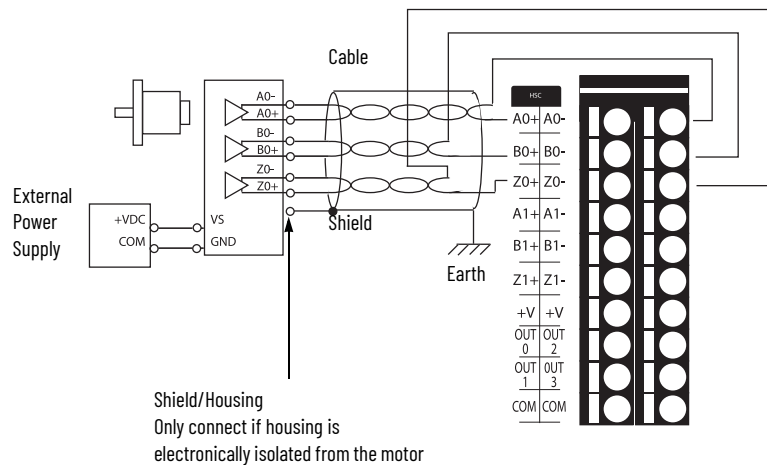 Cable
HSC
A0-
A0+
B0-
B0+
Z0-
Z0+
A0+ A0-
B0+ B0-
Z0+ Z0-
A1+ A1-
B1+ B1-
Z1+ Z1-
+V +V
OUT 0 OUT 2
OUT 1 0UT 3
COM COM
External
Power
Supply
+VDC
COM
VS
GND
Shield
Earth
Shield/Housing
Only connect if housing is
electronically isolated from the motor